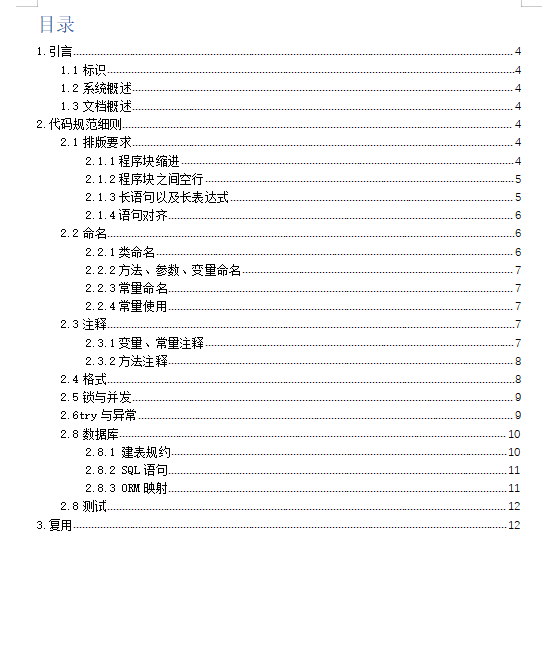 目录
1.引言 4
1.1 标识 4
1.2 系统概述 4
1.3 文档概述 4
2.代码规范细则 4
2.1 排版要求 4
2.1.1程序块缩进 4
2.1.2程序块之间空行 5
2.1.3长语句以及长表达式 5
2.1.4语句对齐 6
2.2 命名 6
2.2.1类命名 6
2.2.2方法、参数、变量命名 7
2.2.3常量命名 7
2.2.4常量使用 7
2.3 注释 7
2.3.1变量、常量注释 7
2.3.2方法注释 8
2.4 格式 8
2.5 锁与并发 9
2.6try 与异常 9
2.8 数据库 10
2.8.1 建表规约 10
2.8.2 SQL 语句 11
2.8.3 ORM 映射 11
2.8 测试 12
3.复用 12